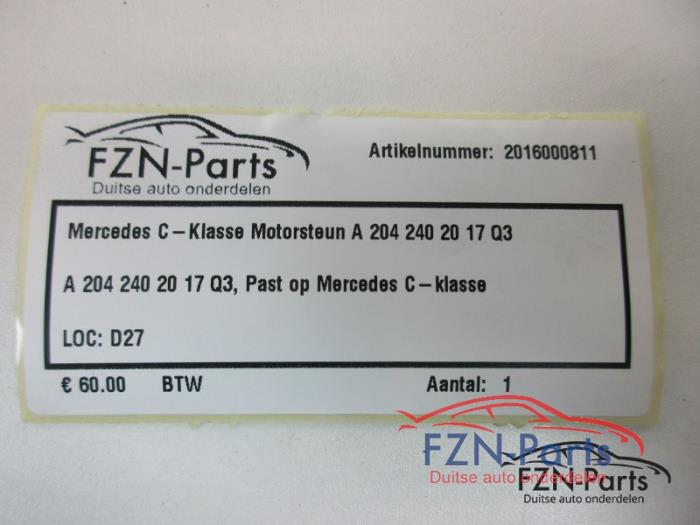 FZN-Parts
Duitse auto onderdelen
Artikelnummer: 2016000811
Mercedes C-Klasse Motorsteun A 204 240 20 17 Q3
A 204 240 20 17 Q3, Past op Mercedes C-klasse
LOC: D27
€ 60.00 BTW Aantal: 1
FZN-Parts
Duitse auto onderdelen
FZN-Parts
Duitse auto onderdelen